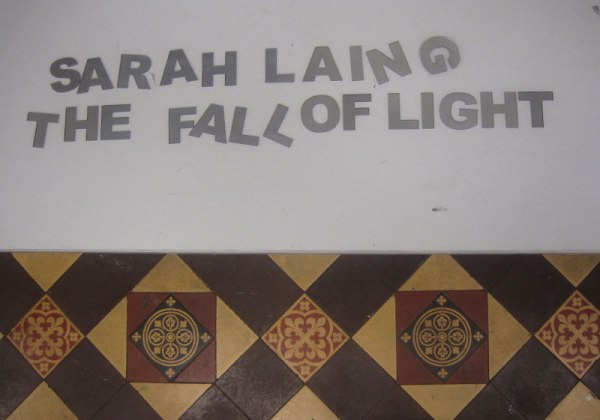 SARAH LAING
THE FALL OF LIGHT